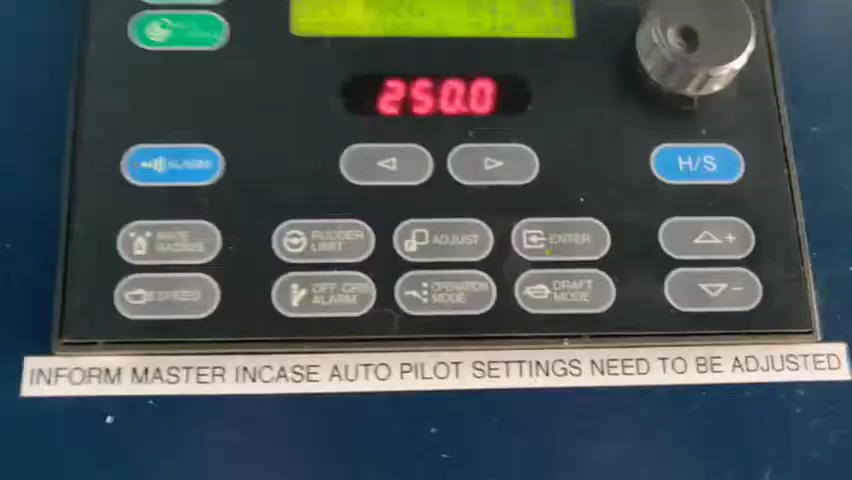 250.0
ALARM
H/S
RUDDER LIMIT
ADJUST
ENTER
+
SPEED
OFF CRS ALARM
OPERATION MODE
DRAFT MODE
-
INFORM MASTER INCASE AUTO PILOT SETTINGS NEED TO BE ADJUSTED